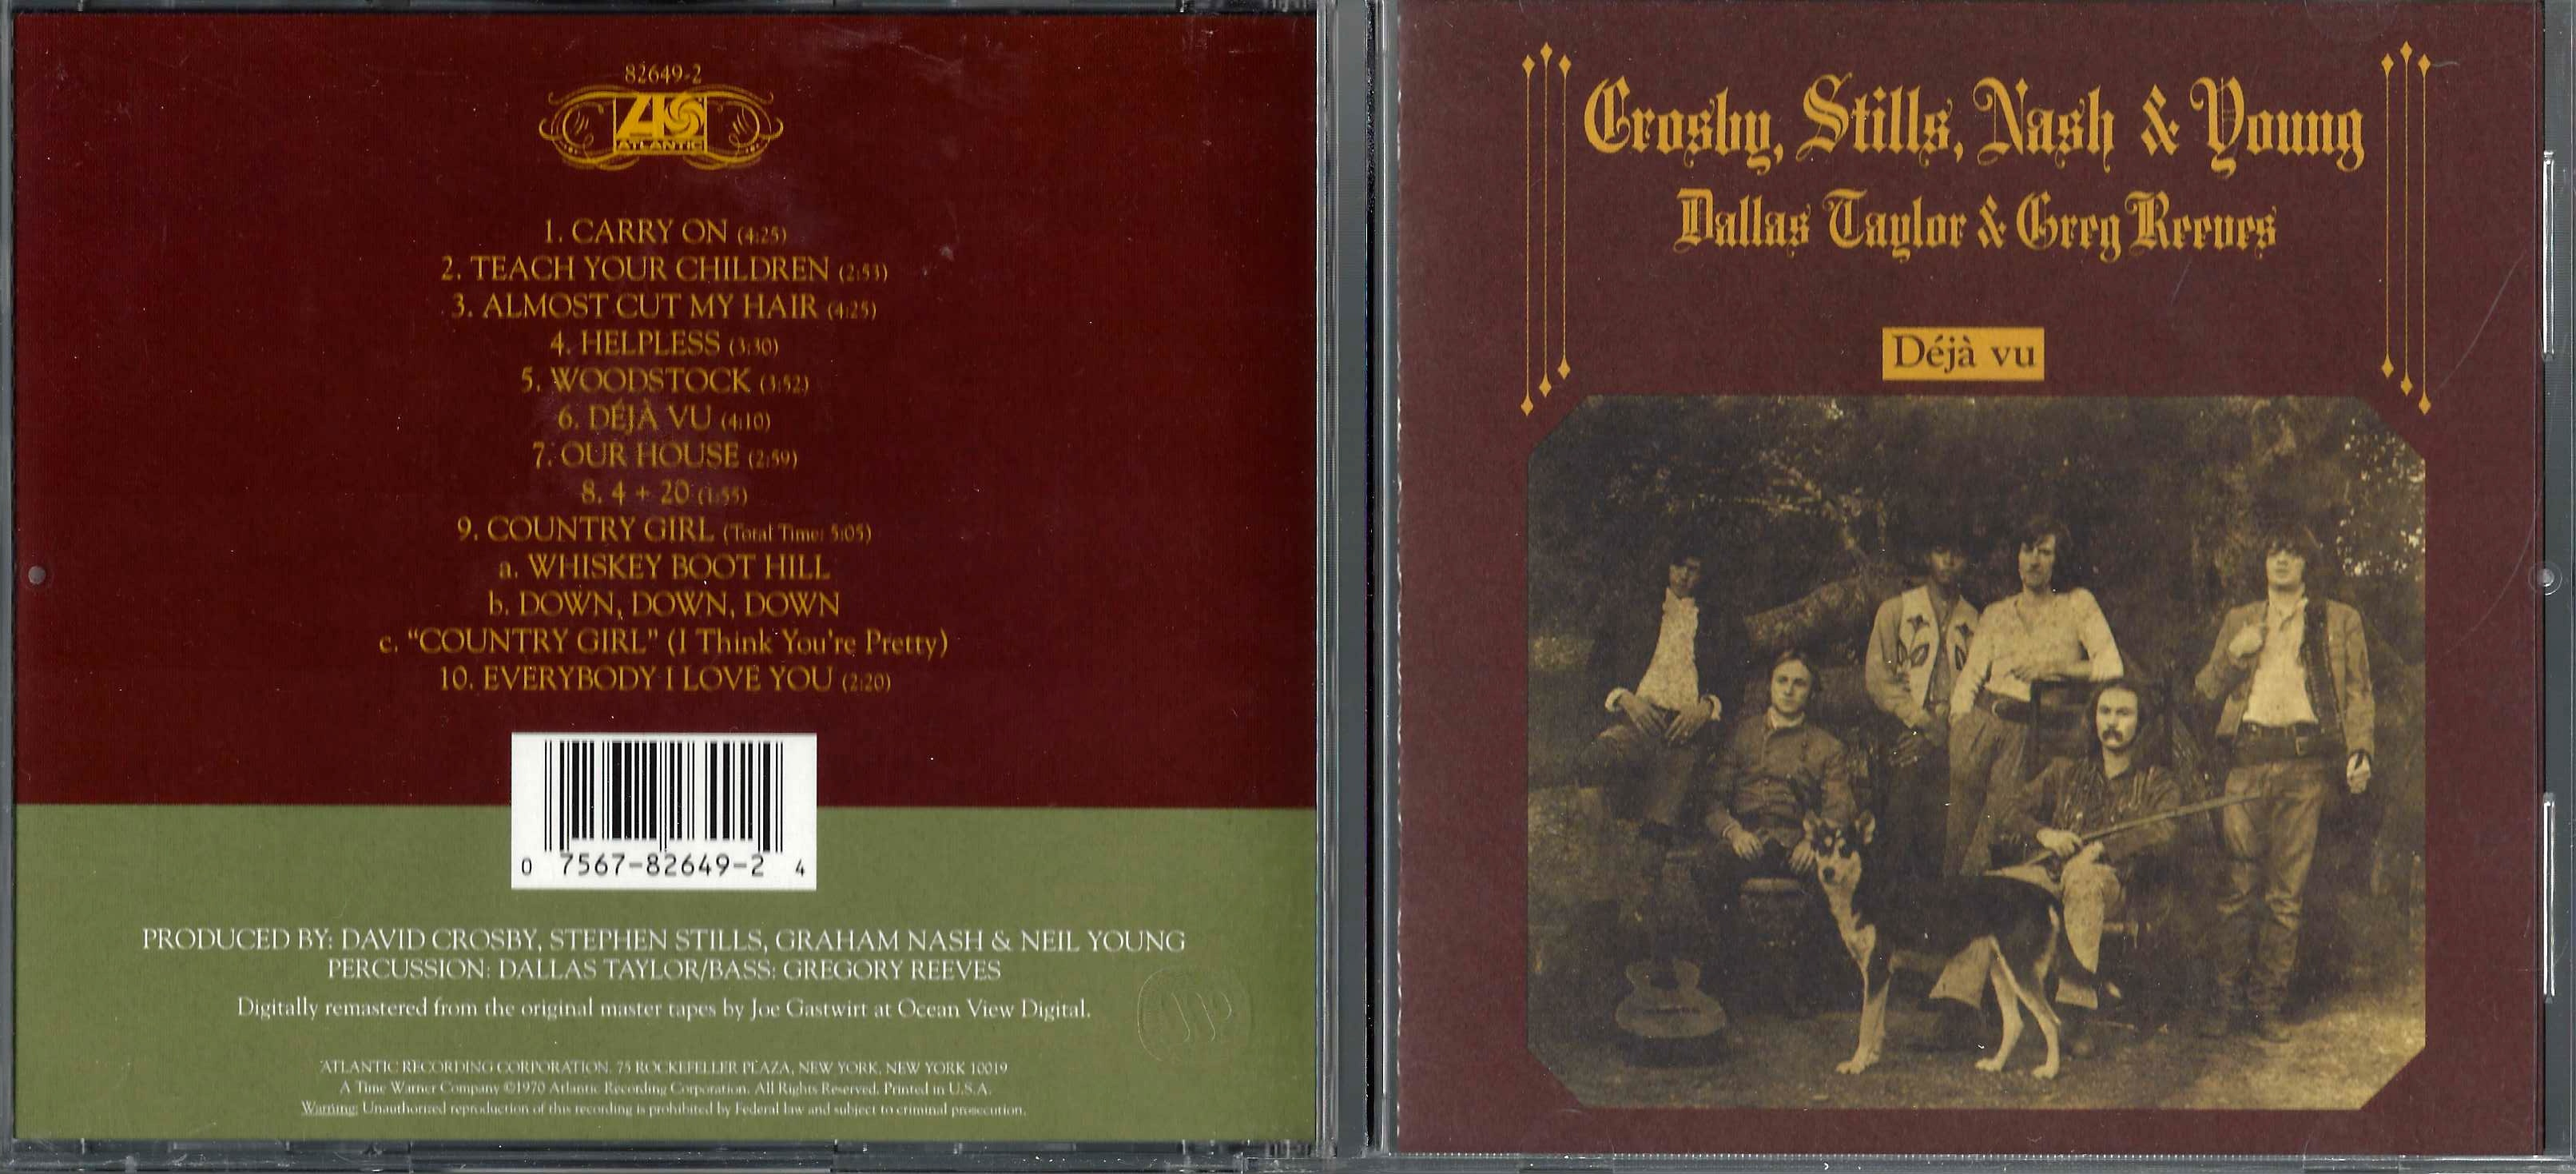 82649-2
ATLANTIC
1. CARRY ON (4:25)
2. TEACH YOUR CHILDREN (2:53)
3. ALMOST CUT MY HAIR (4:25)
4. HELPLESS (3:30)
5. WOODSTOCK (3:52)
6. DÉJÀ VU (4:10)
7. OUR HOUSE (2:59)
8. 4 + 20 (1:55)
9. COUNTRY GIRL (Total Time: 5:05)
a. WHISKEY BOOT HILL
b. DOWN, DOWN, DOWN
c. "COUNTRY GIRL" (I Think You're Pretty)
10. EVERYBODY I LOVE YOU (2:20)
0 7567-82649-2 4
PRODUCED BY: DAVID CROSBY, STEPHEN STILLS, GRAHAM NASH & NEIL YOUNG
PERCUSSION: DALLAS TAYLOR/BASS: GREGORY REEVES
Digitally remastered from the original master tapes by Joe Gastwirt at Ocean View Digital.
ATLANTIC RECORDING CORPORATION, 75 ROCKEFELLER PLAZA, NEW YORK, NEW YORK 10019
A Time Warner Company ©1970 Atlantic Recording Corporation. All Rights Reserved. Printed in U.S.A.
Warning: Unauthorized reproduction of this recording is prohibited by Federal law and subject to criminal prosecution.
Crosby, Stills, Nash & Young
Dallas Taylor & Greg Reeves
Déjà vu